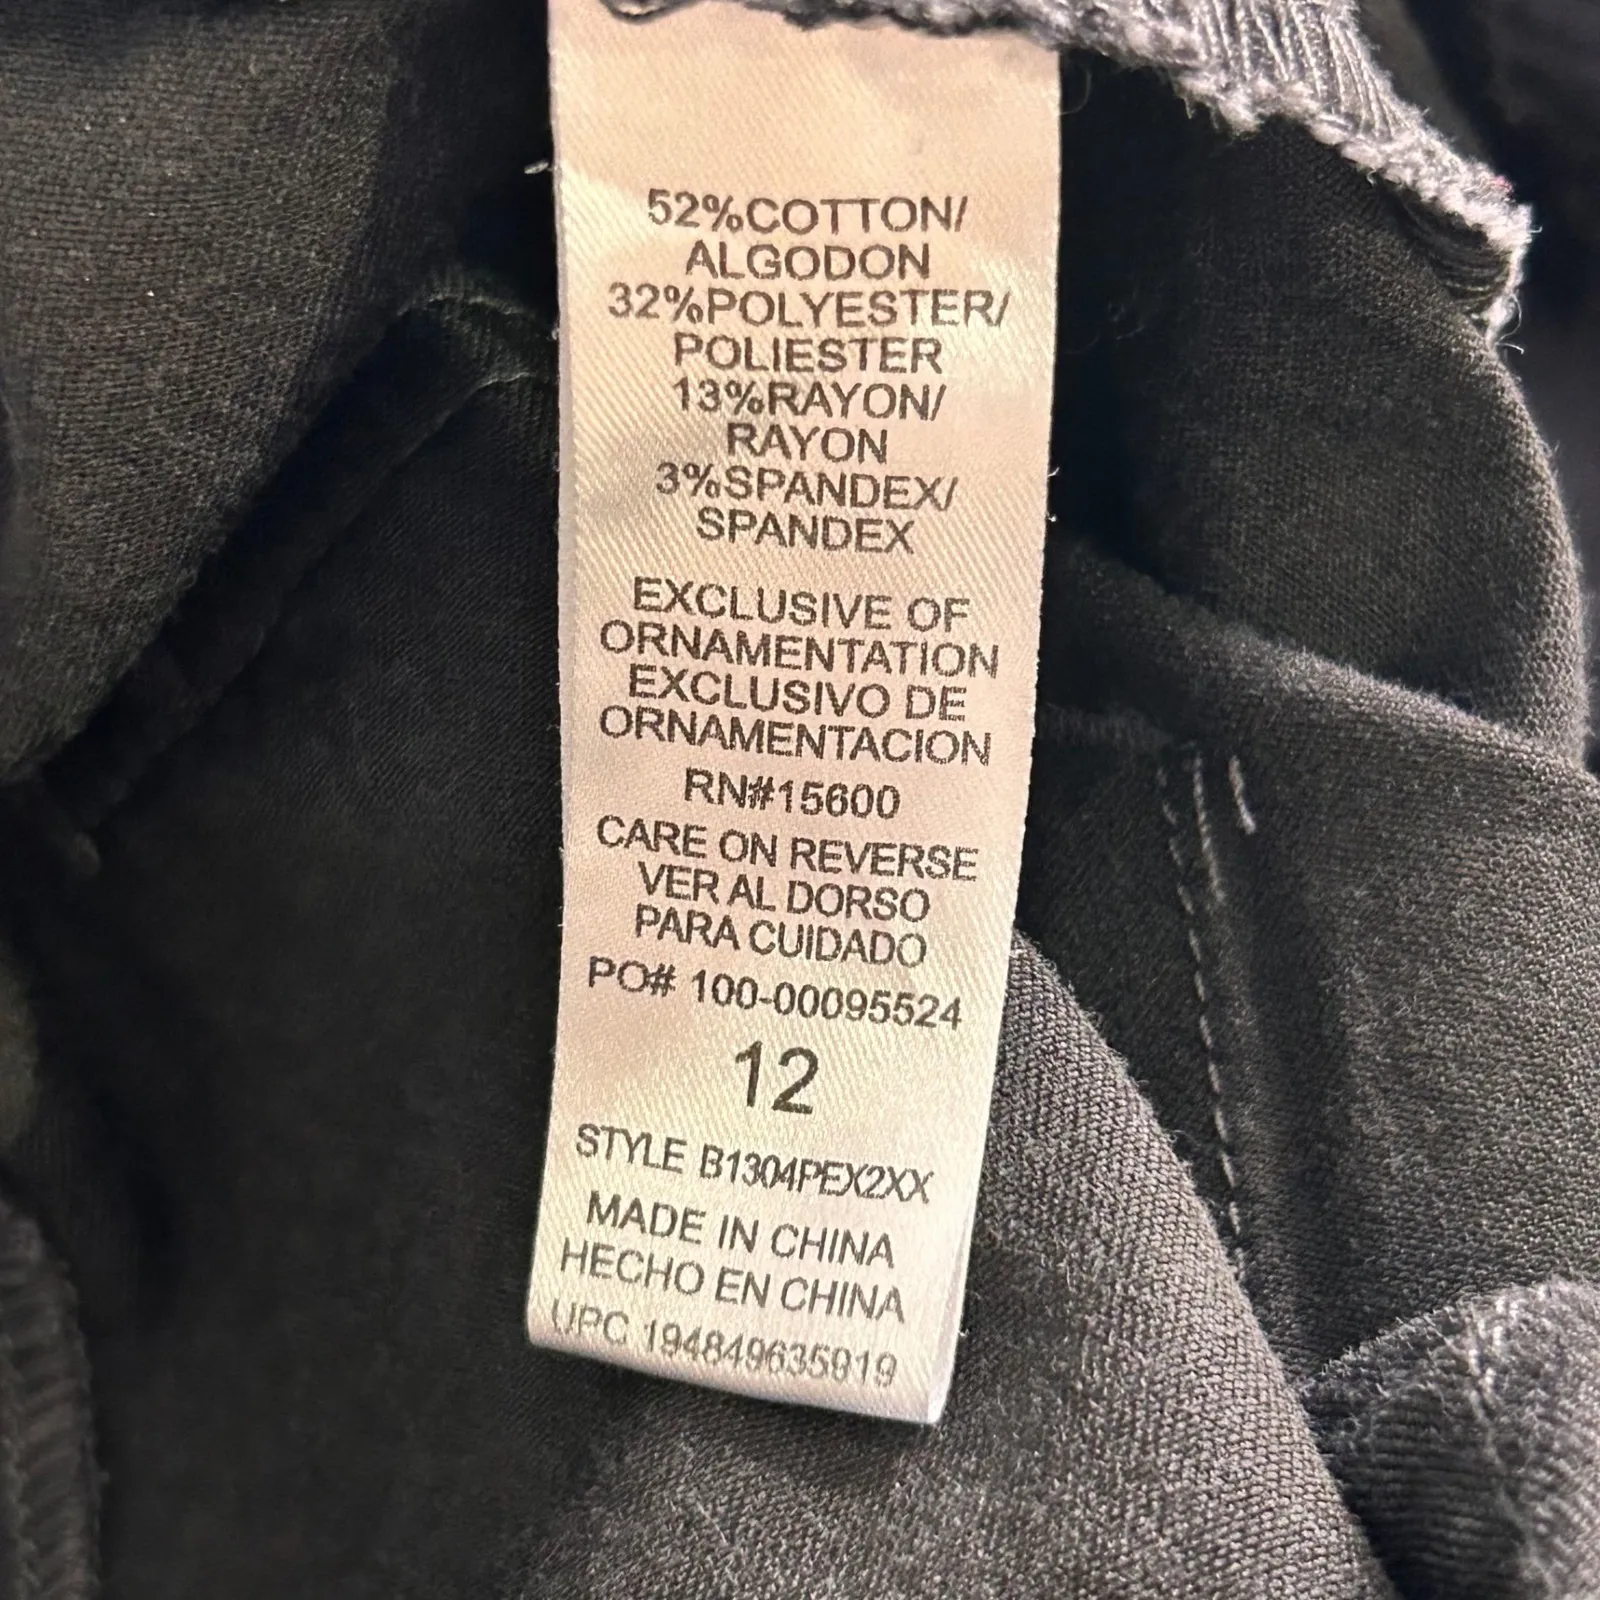 52%COTTON/
ALGODON
32%POLYESTER/
POLIESTER
13%RAYON/
RAYON
3%SPANDEX/
SPANDEX
EXCLUSIVE OF
ORNAMENTATION
EXCLUSIVO DE
ORNAMENTACION
RN#15600
CARE ON REVERSE
VER AL DORSO
PARA CUIDADO
PO# 100-00095524
12
STYLE B1304PEX2XX
MADE IN CHINA
HECHO EN CHINA
UPC 194849635919